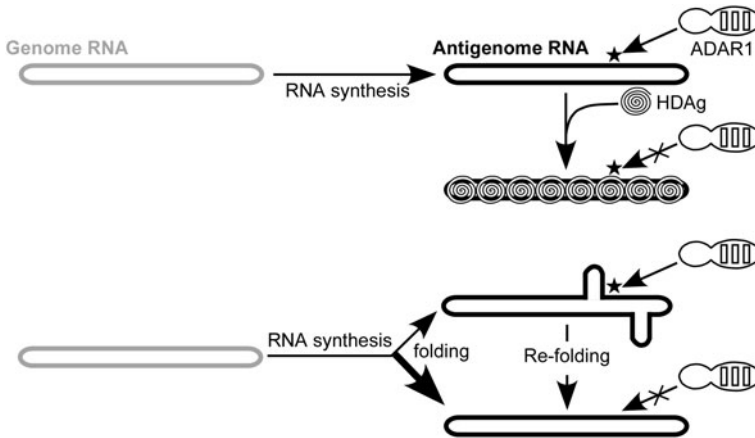 Genome RNA
Antigenome RNA
ADAR1
RNA synthesis
HDAg
RNA synthesis
folding
Re-folding